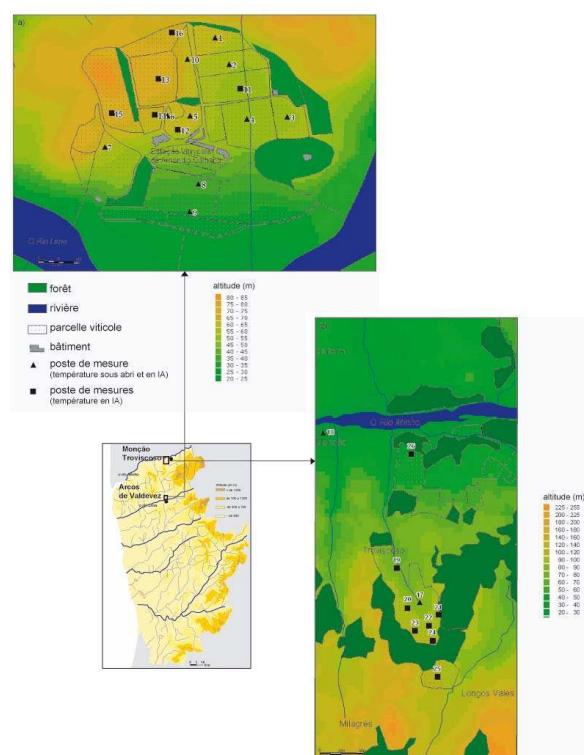 a)
16
1
10
2
13
11
15
6
5
4
3
12
7
8
9
O Rio Lima
forêt
rivière
parcelle viticole
bâtiment
poste de mesure
(température sous abri et en IA)
poste de mesures
(température en IA)
altitude (m)
80 - 85
75 - 80
70 - 75
65 - 70
60 - 65
55 - 60
50 - 55
45 - 50
40 - 45
35 - 40
30 - 35
25 - 30
20 - 25
Monção
Troviscoso
Arcos
de Valdevez
O Rio Minho
18
26
Troviscoso
19
17
20
22
23
25
Longos Vales
Milagres
altitude (m)
225 - 255
200 - 225
180 - 200
160 - 180
140 - 160
120 - 140
100 - 120
90 - 100
80 - 90
70 - 80
60 - 70
50 - 60
40 - 50
30 - 40
20 - 30